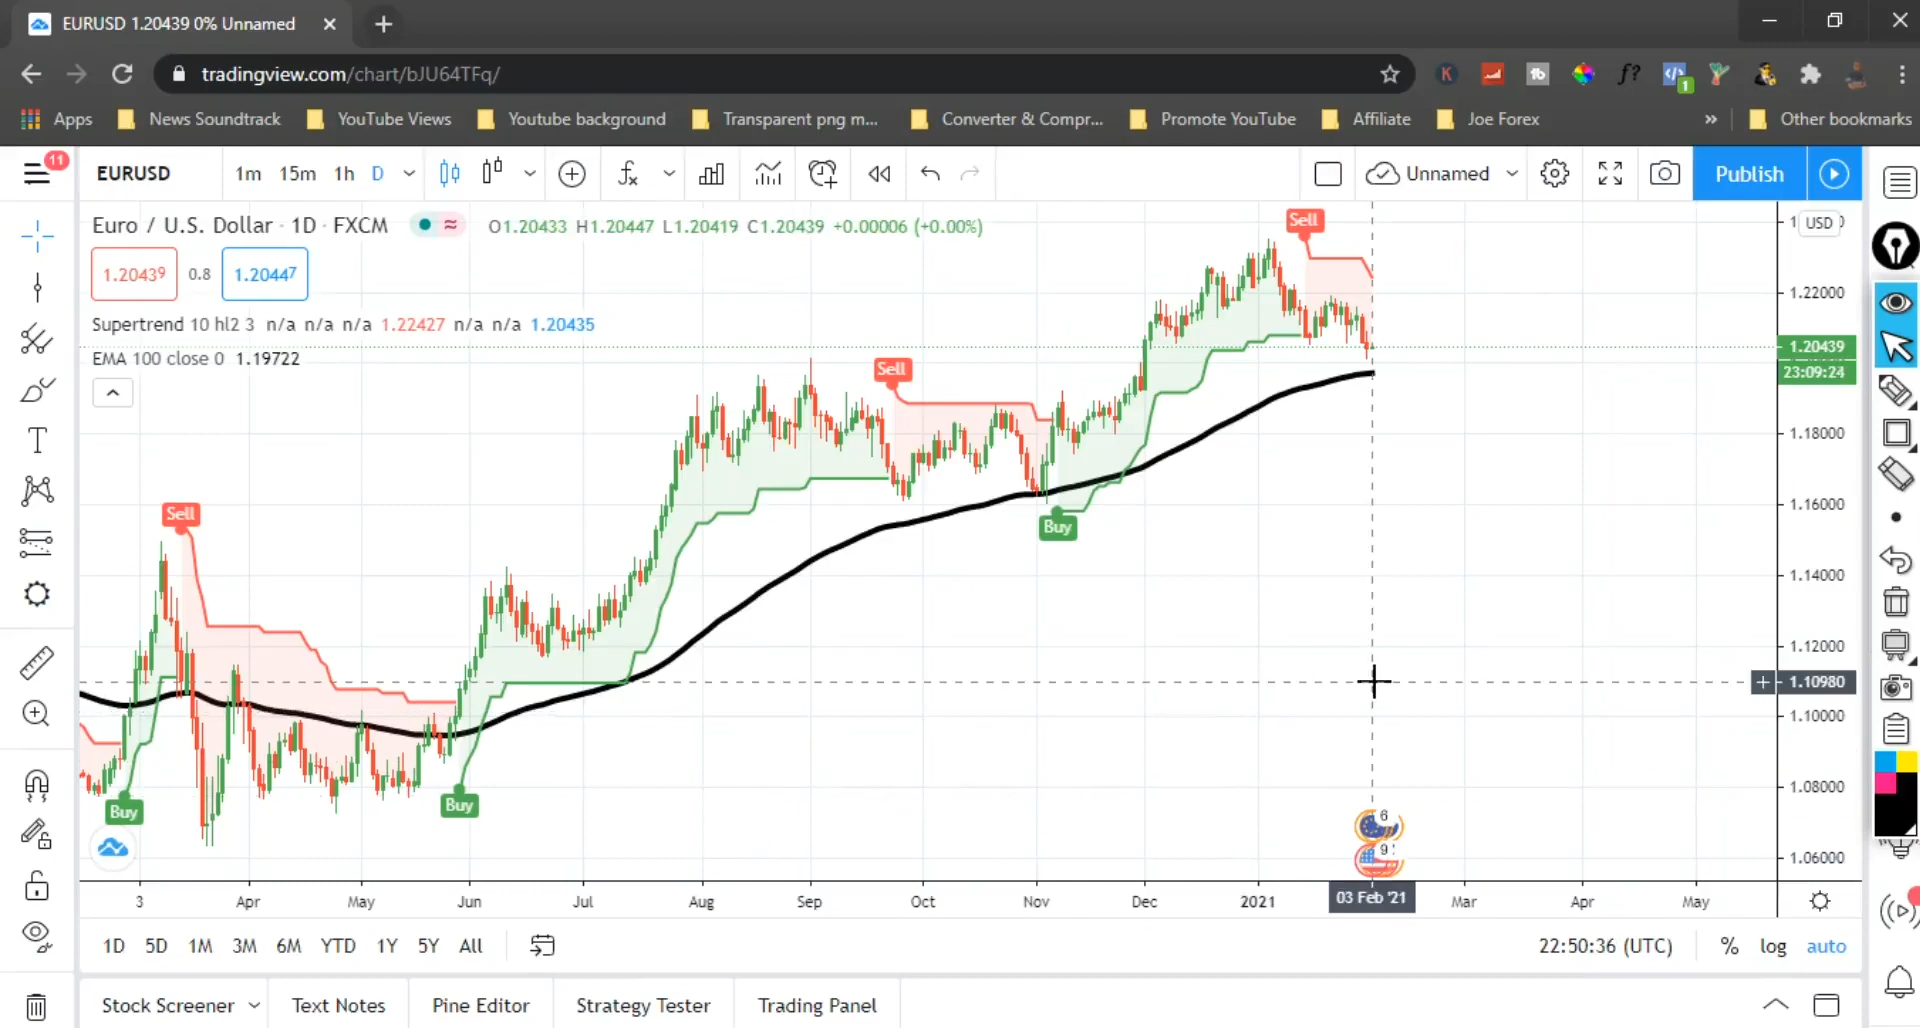 EURUSD 1.20439 0% Unnamed
tradingview.com/chart/bJU64TFq/
Apps News Soundtrack YouTube Views Youtube background Transparent png m... Converter & Compr... Promote YouTube Affiliate Joe Forex » Other bookmarks
11 EURUSD 1m 15m 1h D Unnamed Publish
Euro / U.S. Dollar · 1D · FXCM O1.20433 H1.20447 L1.20419 C1.20439 +0.00006 (+0.00%)
1.20439 0.8 1.20447
Supertrend 10 hl2 3 n/a n/a n/a 1.22427 n/a n/a 1.20435
EMA 100 close 0 1.19722
USD
Sell
1.22000
1.20439
23:09:24
Sell
1.18000
1.16000
Sell
Buy
1.14000
1.12000
1.10980
1.10000
1.08000
Buy
Buy
6
9
1.06000
3 Apr May Jun Jul Aug Sep Oct Nov Dec 2021 03 Feb '21 Mar Apr May
1D 5D 1M 3M 6M YTD 1Y 5Y All 22:50:36 (UTC) % log auto
Stock Screener Text Notes Pine Editor Strategy Tester Trading Panel